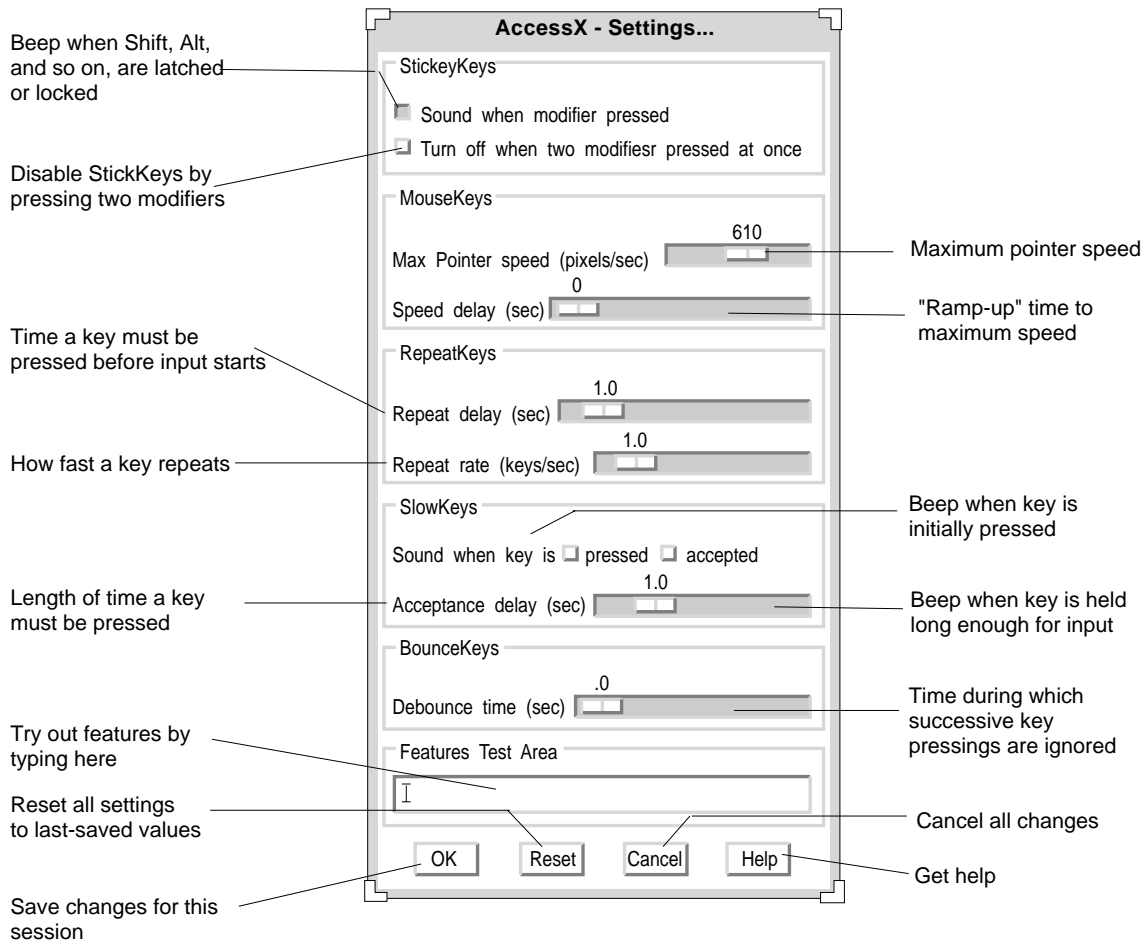 AccessX - Settings...
Beep when Shift, Alt,
and so on, are latched
or locked
StickeyKeys
Sound when modifier pressed
Turn off when two modifiesr pressed at once
Disable StickKeys by
pressing two modifiers
MouseKeys
610
Max Pointer speed (pixels/sec)
Maximum pointer speed
0
Speed delay (sec)
"Ramp-up" time to
maximum speed
Time a key must be
pressed before input starts
RepeatKeys
1.0
Repeat delay (sec)
1.0
How fast a key repeats
Repeat rate (keys/sec)
SlowKeys
Beep when key is
initially pressed
Sound when key is pressed accepted
1.0
Length of time a key
must be pressed
Acceptance delay (sec)
Beep when key is held
long enough for input
BounceKeys
.0
Debounce time (sec)
Time during which
successive key
pressings are ignored
Try out features by
typing here
Features Test Area
Reset all settings
to last-saved values
Cancel all changes
OK Reset Cancel Help
Get help
Save changes for this
session